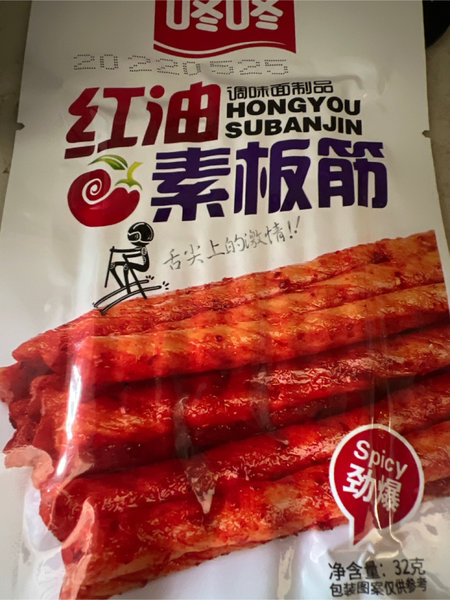 咚咚
20220525
红油
调味面制品
HONGYOU
SUBANJIN
素板筋
舌尖上的激情!!
Spicy
劲爆
净含量: 32克
包装图案仅供参考